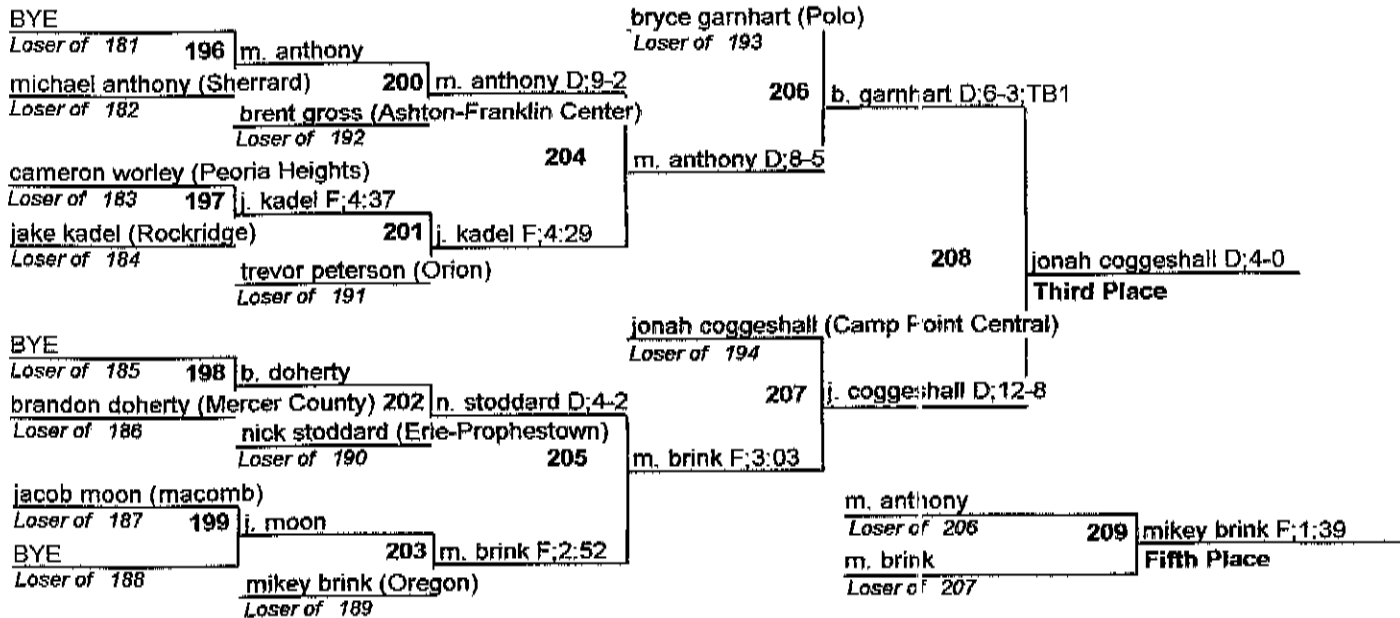 BYE
Loser of 181
196 m. anthony
michael anthony (Sherrard)
Loser of 182
200 m. anthony D;9-2
brent gross (Ashton-Franklin Center)
Loser of 192
cameron worley (Peoria Heights)
Loser of 183
197 j. kadel F;4:37
jake kadel (Rockridge)
Loser of 184
201 j. kadel F;4:29
trevor peterson (Orion)
Loser of 191
204 m. anthony D;8-5
bryce garnhart (Polo)
Loser of 193
206 b. garnhart D;6-3;TB1
BYE
Loser of 185
198 b. doherty
brandon doherty (Mercer County)
Loser of 186
202 n. stoddard D;4-2
nick stoddard (Erie-Prophestown)
Loser of 190
jacob moon (macomb)
Loser of 187
199 j. moon
BYE
Loser of 188
203 m. brink F;2:52
mikey brink (Oregon)
Loser of 189
205 m. brink F;3:03
jonah coggeshall (Camp Point Central)
Loser of 194
207 j. coggeshall D;12-8
208 jonah coggeshall D;4-0
Third Place
m. anthony
Loser of 206
m. brink
Loser of 207
209 mikey brink F;1:39
Fifth Place